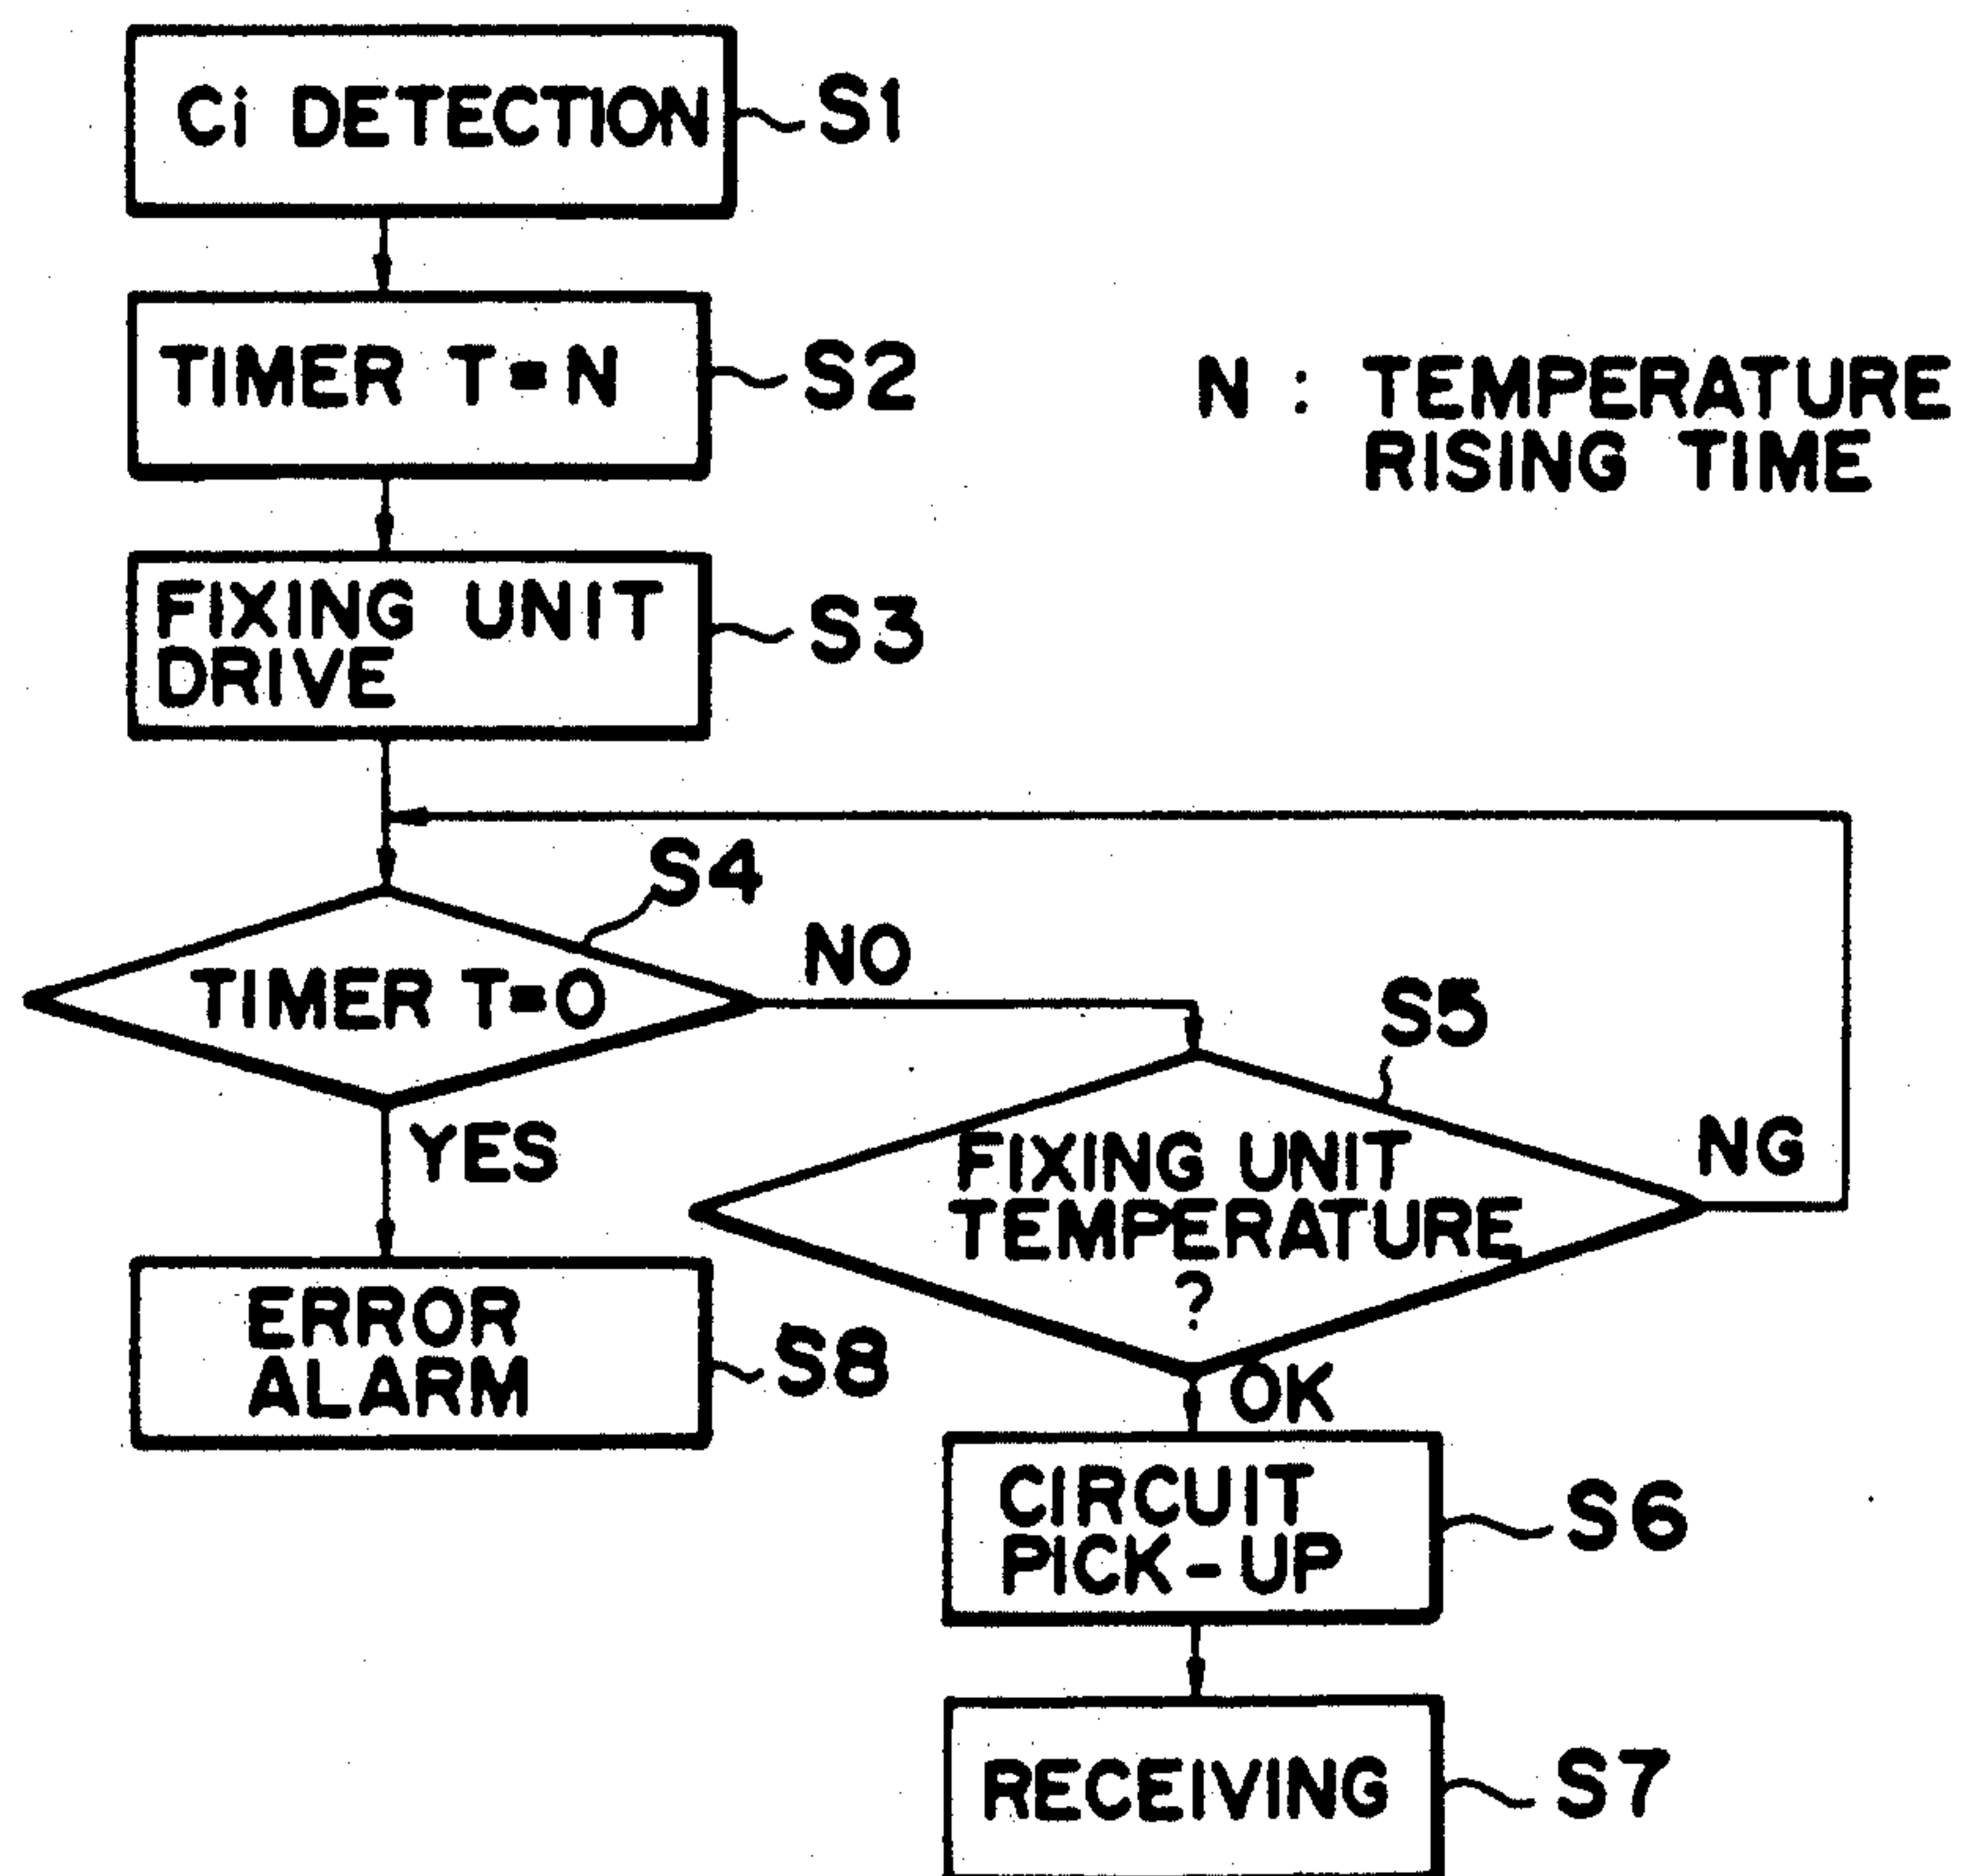 Ci DETECTION
S1
TIMER T=N
S2
N : TEMPERATURE
RISING TIME
FIXING UNIT
DRIVE
S3
S4
TIMER T=0
NO
YES
S5
FIXING UNIT
TEMPERATURE
?
NG
OK
ERROR
ALARM
S8
CIRCUIT
PICK-UP
S6
RECEIVING
S7